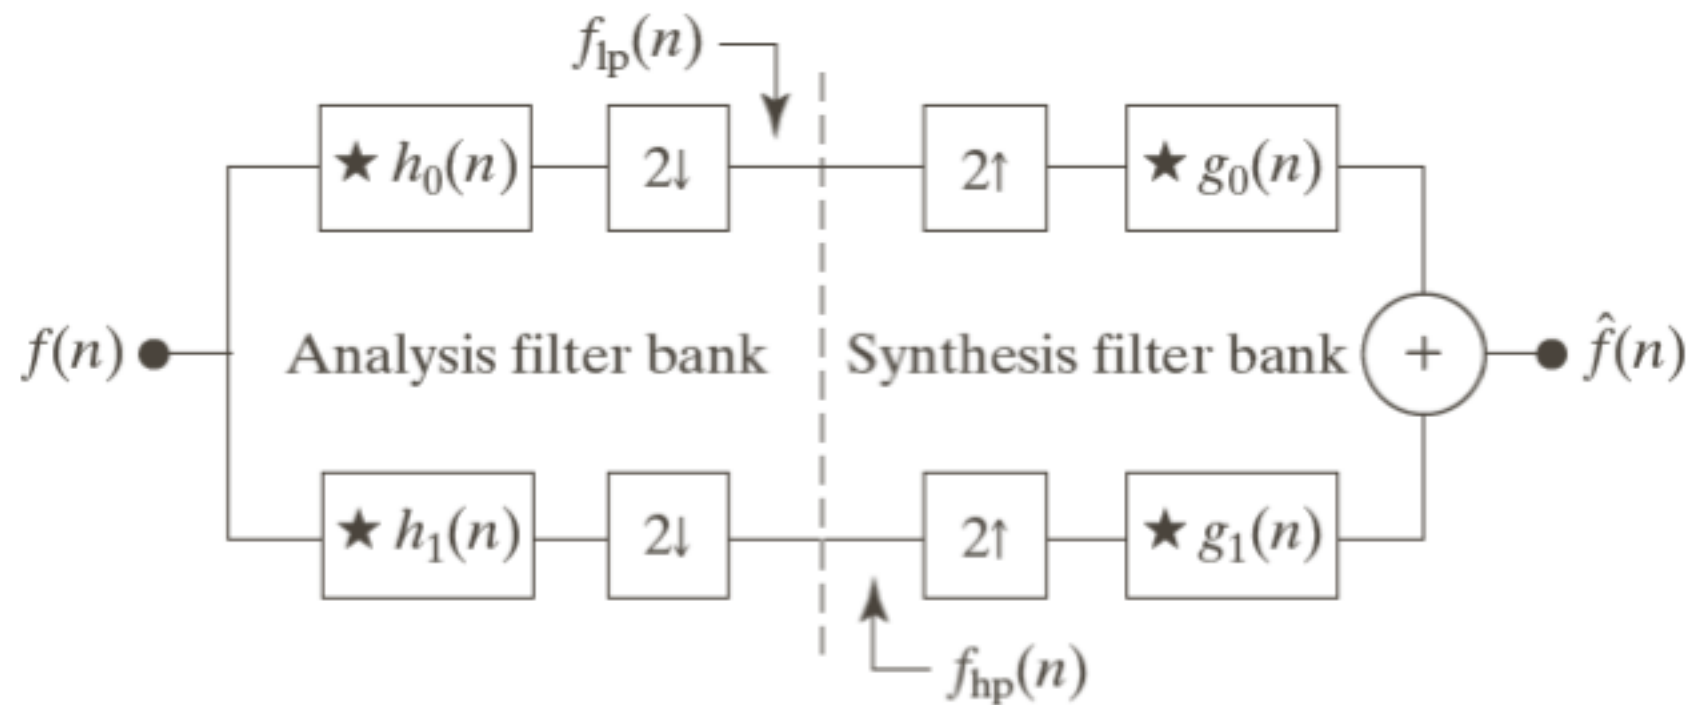 f_lp(n)
★ h_0(n)
2↓
2↑
★ g_0(n)
f(n)
Analysis filter bank
Synthesis filter bank
+
f̂(n)
★ h_1(n)
2↓
2↑
★ g_1(n)
f_hp(n)